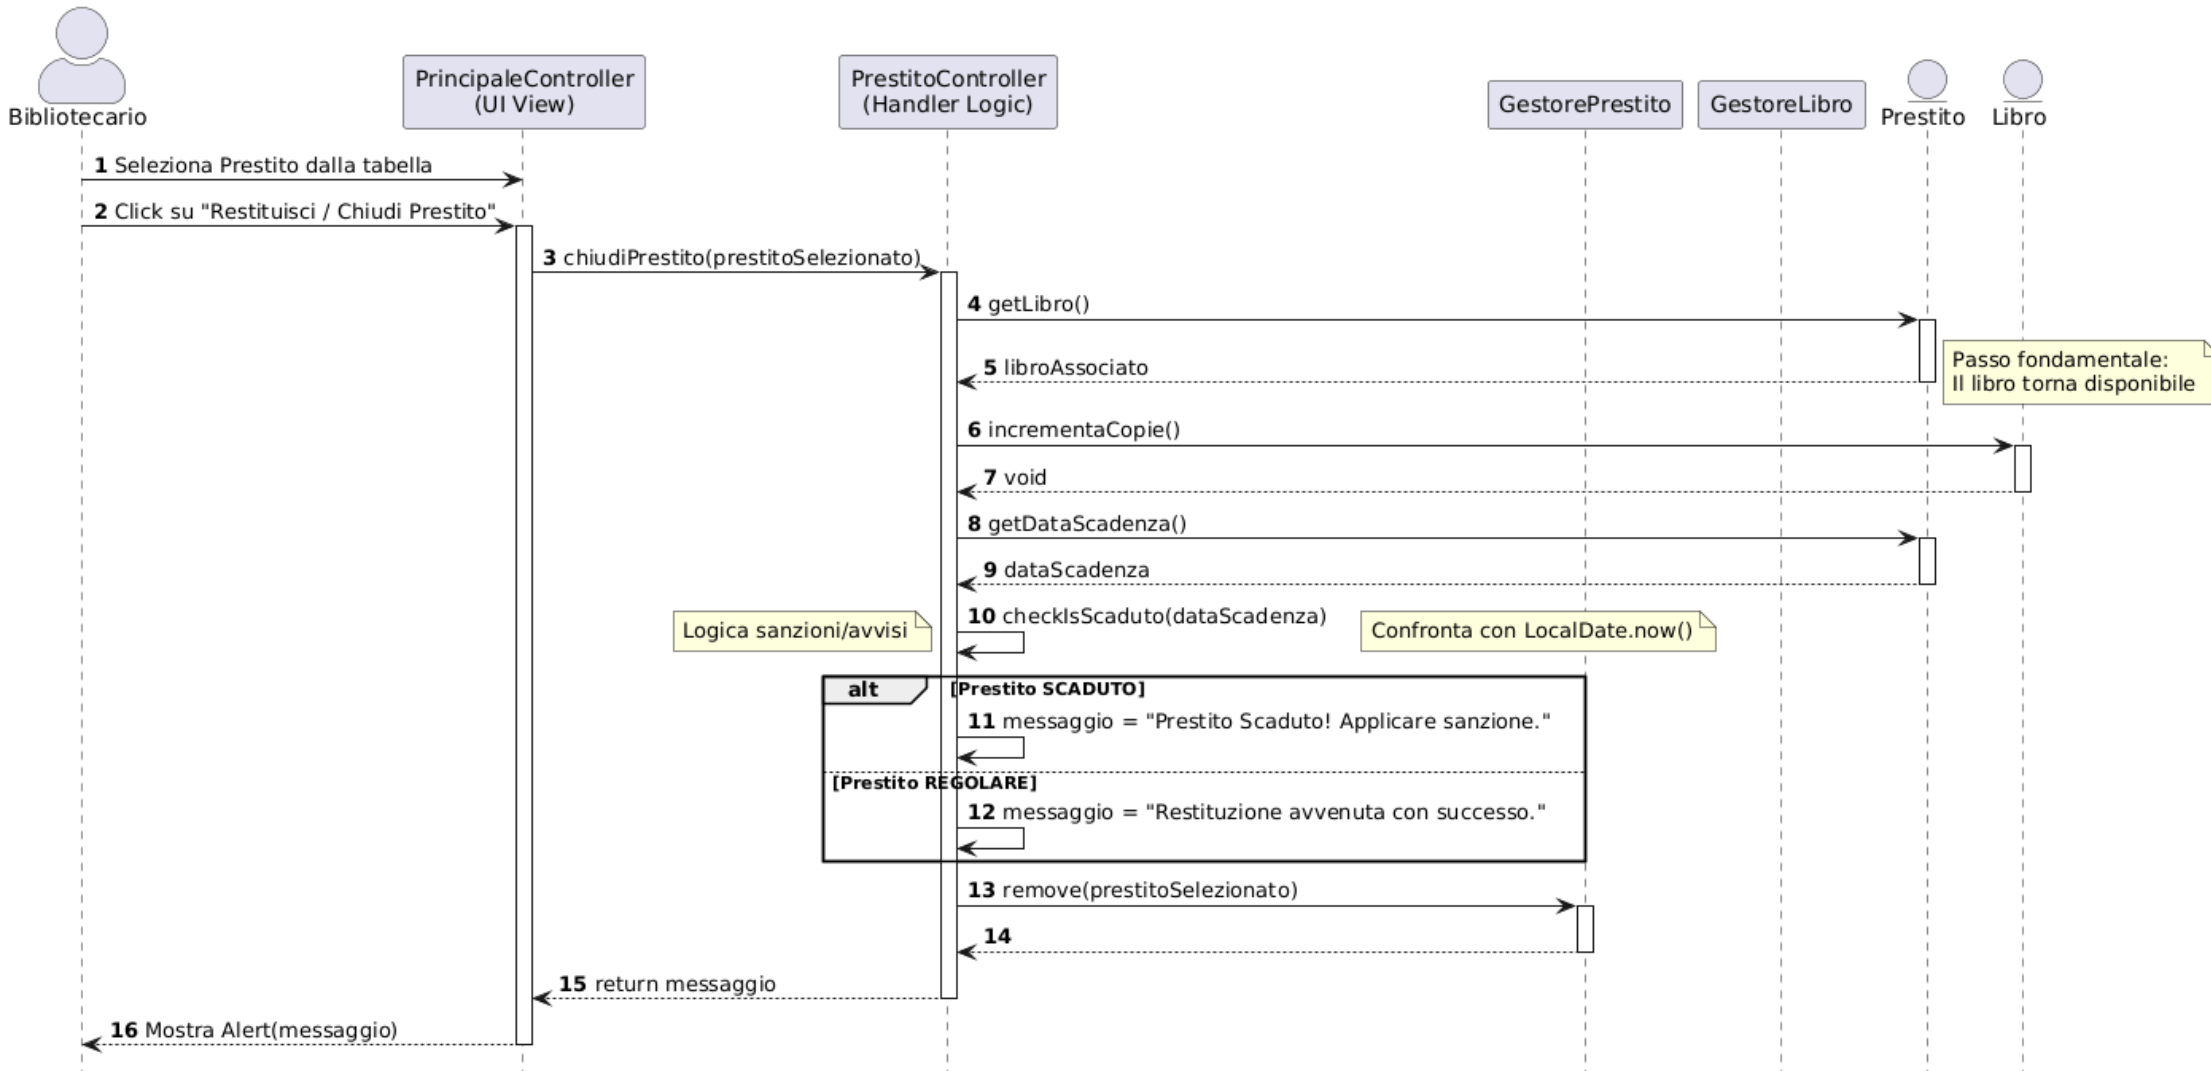 Bibliotecario
PrincipaleController
(UI View)
PrestitoController
(Handler Logic)
GestorePrestito
GestoreLibro
Prestito
Libro
1 Seleziona Prestito dalla tabella
2 Click su "Restituisci / Chiudi Prestito"
3 chiudiPrestito(prestitoSelezionato)
4 getLibro()
Passo fondamentale:
Il libro torna disponibile
5 libroAssociato
6 incrementaCopie()
7 void
8 getDataScadenza()
9 dataScadenza
Logica sanzioni/avvisi
10 checkIsScaduto(dataScadenza)
Confronta con LocalDate.now()
alt [Prestito SCADUTO]
11 messaggio = "Prestito Scaduto! Applicare sanzione."
[Prestito REGOLARE]
12 messaggio = "Restituzione avvenuta con successo."
13 remove(prestitoSelezionato)
14
15 return messaggio
16 Mostra Alert(messaggio)